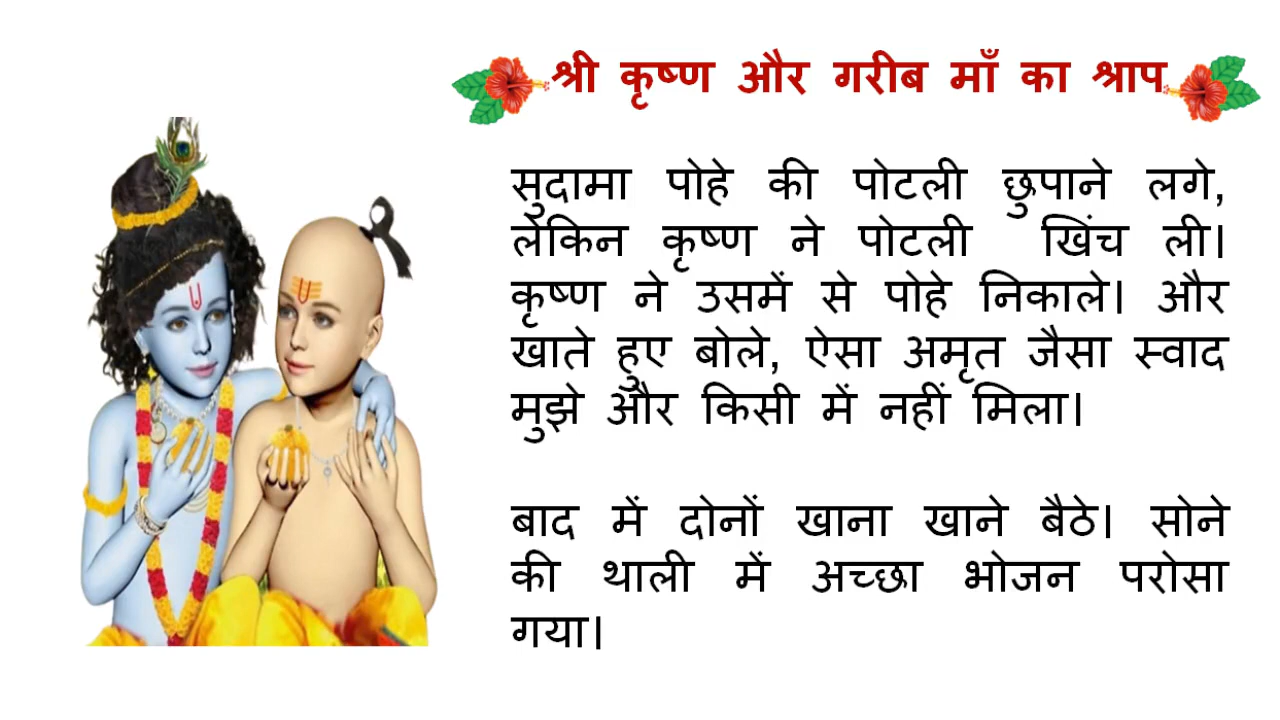 श्री कृष्ण और गरीब माँ का श्राप
सुदामा पोहे की पोटली छुपाने लगे,
लेकिन कृष्ण ने पोटली खिंच ली।
कृष्ण ने उसमें से पोहे निकाले। और
खाते हुए बोले, ऐसा अमृत जैसा स्वाद
मुझे और किसी में नहीं मिला।
बाद में दोनों खाना खाने बैठे। सोने
की थाली में अच्छा भोजन परोसा
गया।